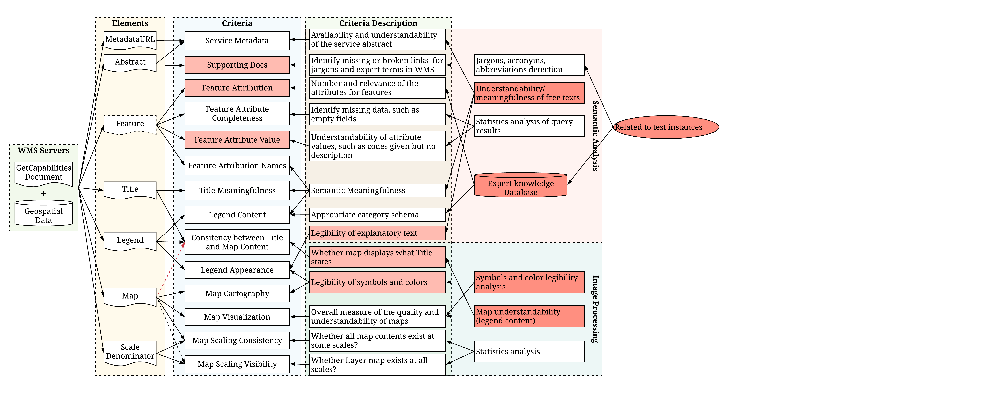 WMS Servers
GetCapabilities
Document
+
Geospatial
Data
Elements
MetadataURL
Abstract
Feature
Title
Legend
Map
Scale
Denominator
Criteria
Service Metadata
Supporting Docs
Feature Attribution
Feature Attribute
Completeness
Feature Attribute Value
Feature Attribution Names
Title Meaningfulness
Legend Content
Consitency between Title
and Map Content
Legend Appearance
Map Cartography
Map Visualization
Map Scaling Consistency
Map Scaling Visibility
Criteria Description
Availability and understandability
of the service abstract
Identify missing or broken links  for
jargons and expert terms in WMS
Number and relevance of the
attributes for features
Identify missing data, such as
empty fields
Understandability of attribute
values, such as codes given but no
description
Semantic Meaningfulness
Appropriate category schema
Legibility of explanatory text
Whether map displays what Title
states
Legibility of symbols and colors
Overall measure of the quality and
understandability of maps
Whether all map contents exist at
some scales?
Whether Layer map exists at all
scales?
Jargons, acronyms,
abbreviations detection
Understandability/
meaningfulness of free texts
Statistics analysis of query
results
Expert knowledge
Database
Symbols and color legibility
analysis
Map understandability
(legend content)
Statistics analysis
Semantic Analysis
Image Processing
Related to test instances